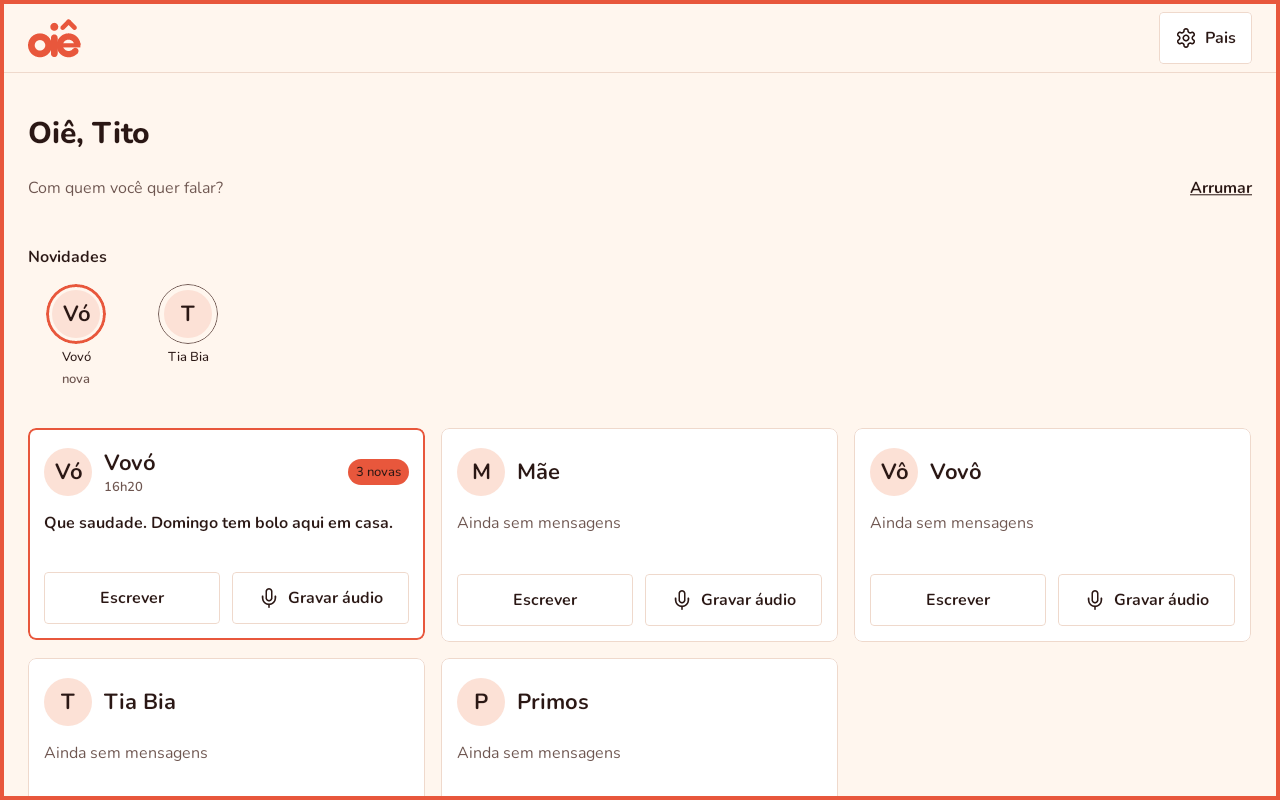 oiê
Pais
Oiê, Tito
Com quem você quer falar?
Arrumar
Novidades
Vó
Vovó
nova
T
Tia Bia
Vó
Vovó
16h20
3 novas
Que saudade. Domingo tem bolo aqui em casa.
Escrever
Gravar áudio
M
Mãe
Ainda sem mensagens
Escrever
Gravar áudio
Vô
Vovô
Ainda sem mensagens
Escrever
Gravar áudio
T
Tia Bia
Ainda sem mensagens
P
Primos
Ainda sem mensagens